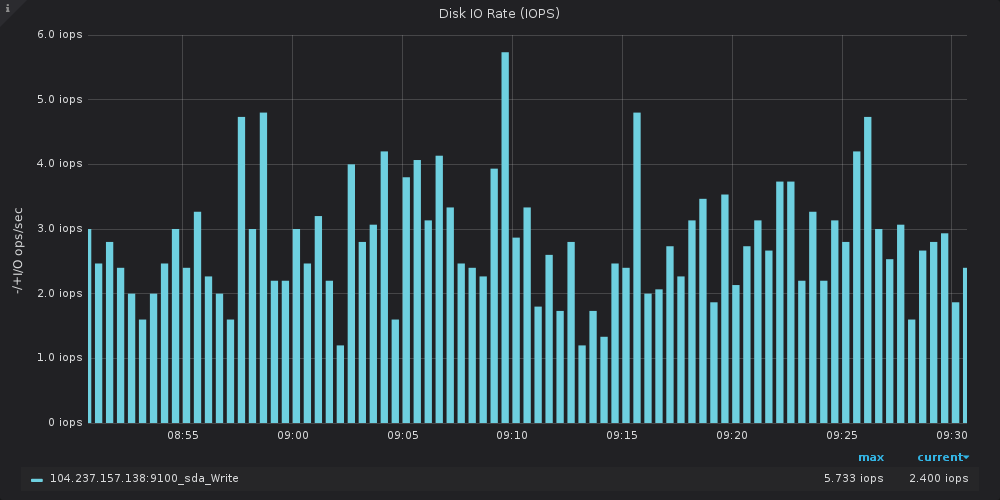 i
Disk IO Rate (IOPS)
-/+I/O ops/sec
6.0 iops
5.0 iops
4.0 iops
3.0 iops
2.0 iops
1.0 iops
0 iops
08:55 09:00 09:05 09:10 09:15 09:20 09:25 09:30
max current
104.237.157.138:9100_sda_Write 5.733 iops 2.400 iops